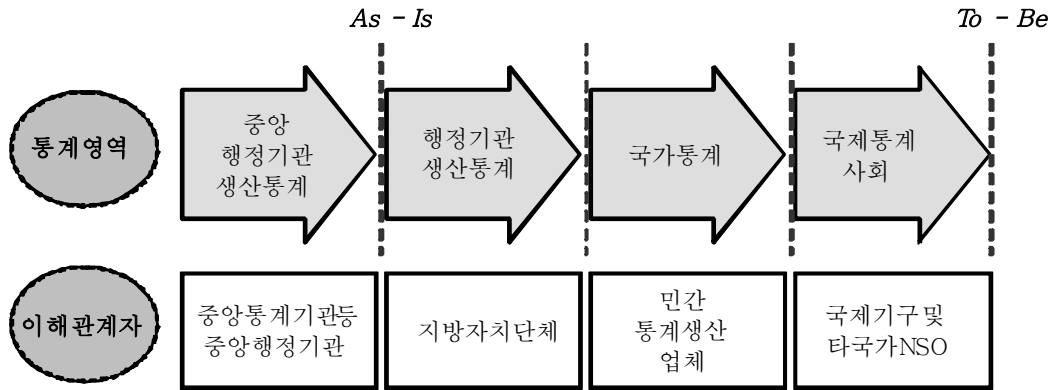 As - Is
To - Be
통계영역
중앙
행정기관
생산통계
행정기관
생산통계
국가통계
국제통계
사회
이해관계자
중앙통계기관등
중앙행정기관
지방자치단체
민간
통계생산
업체
국제기구 및
타국가NSO